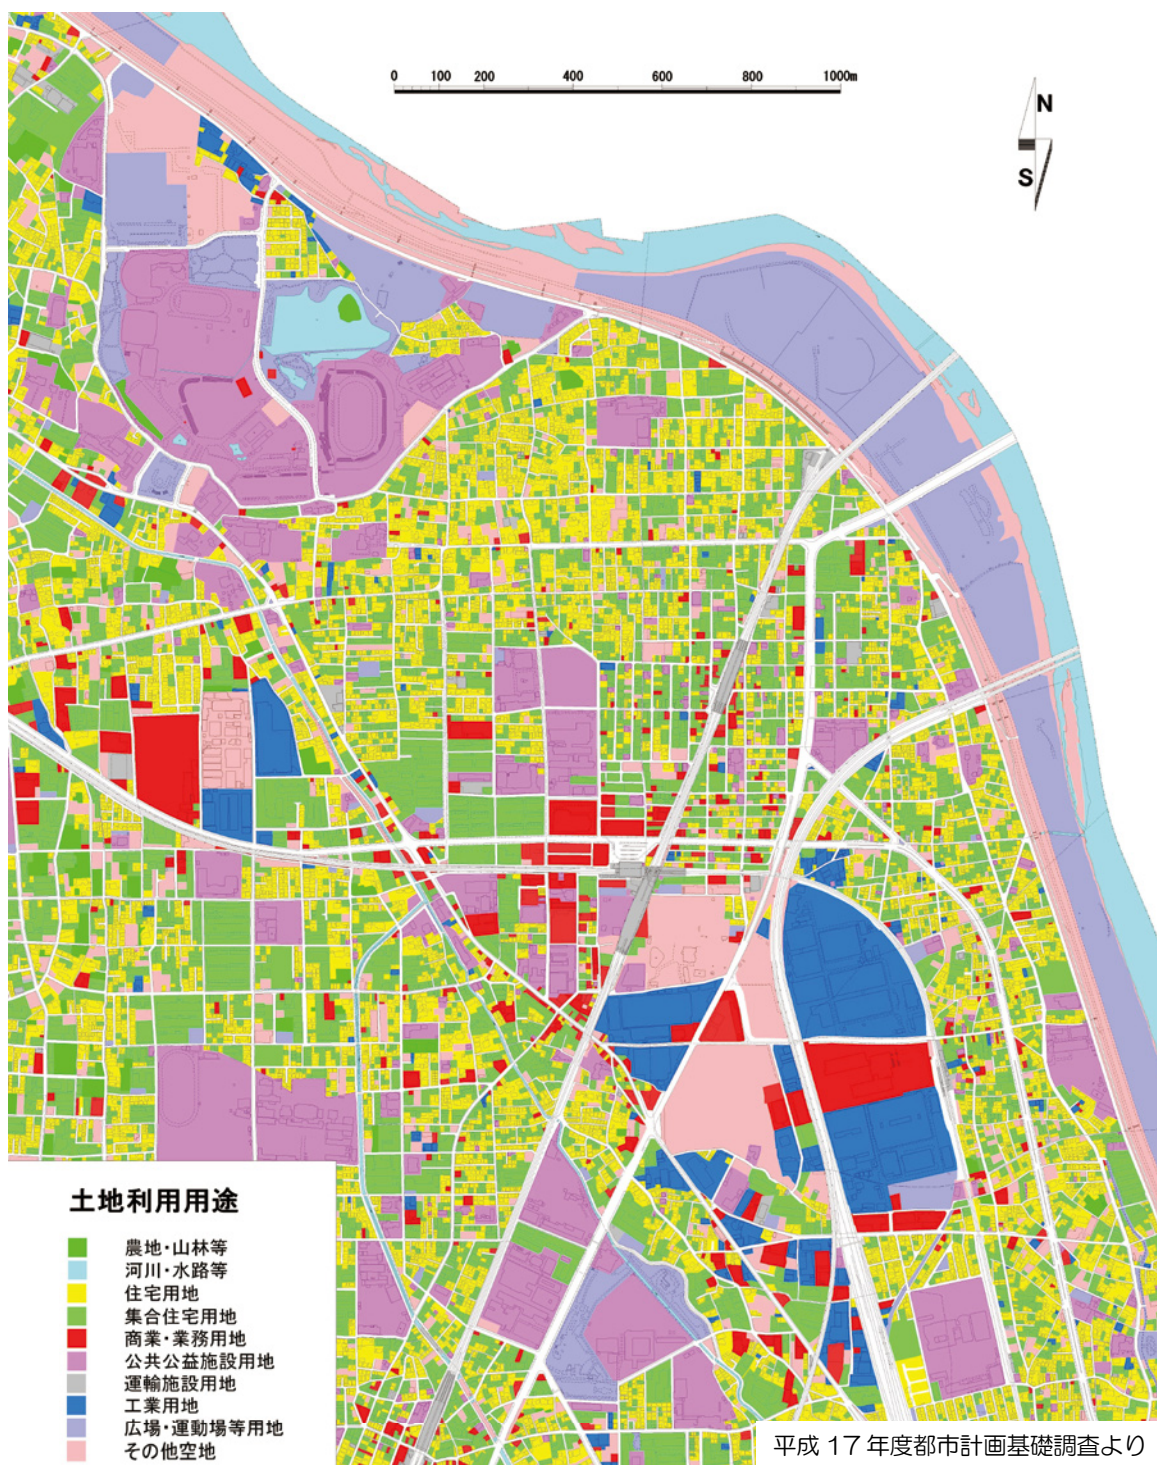 0 100 200 400 600 800 1000m
N
S
土地利用用途
農地・山林等
河川・水路等
住宅用地
集合住宅用地
商業・業務用地
公共公益施設用地
運輸施設用地
工業用地
広場・運動場等用地
その他空地
平成 17 年度都市計画基礎調査より